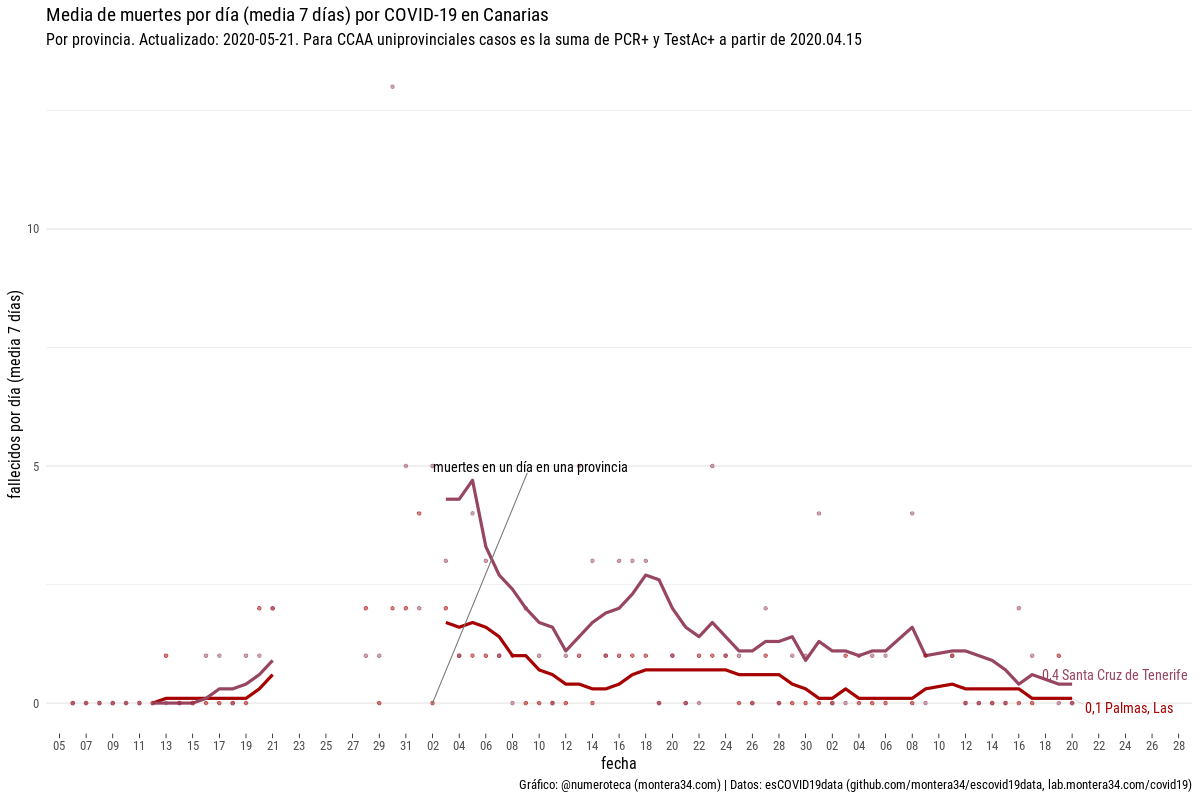 Media de muertes por día (media 7 días) por COVID-19 en Canarias
Por provincia. Actualizado: 2020-05-21. Para CCAA uniprovinciales casos es la suma de PCR+ y TestAc+ a partir de 2020.04.15
fallecidos por día (media 7 días)
10
5
0
muertes en un día en una provincia
0,4 Santa Cruz de Tenerife
0,1 Palmas, Las
05 07 09 11 13 15 17 19 21 23 25 27 29 31 02 04 06 08 10 12 14 16 18 20 22 24 26 28 30 02 04 06 08 10 12 14 16 18 20 22 24 26 28
fecha
Gráfico: @numeroteca (montera34.com) | Datos: esCOVID19data (github.com/montera34/escovid19data, lab.montera34.com/covid19)